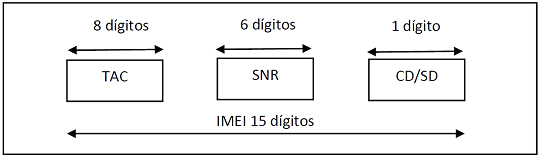 8 dígitos 6 dígitos 1 dígito
TAC SNR CD/SD
IMEI 15 dígitos